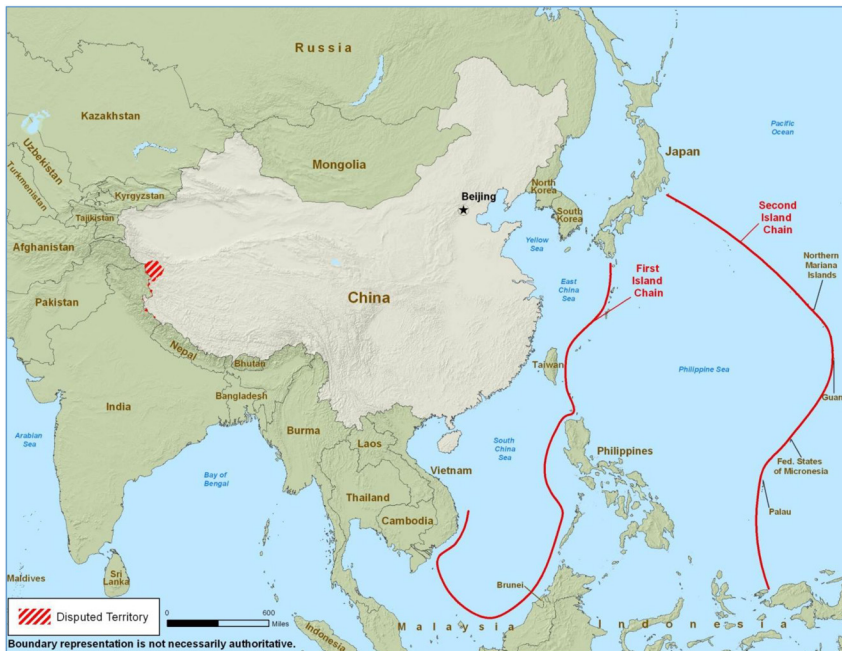 Russia
Kazakhstan
Mongolia
Uzbekistan
Turkmenistan
Kyrgyzstan
Tajikistan
Afghanistan
Pakistan
Beijing
North
Korea
South
Korea
Japan
Pacific
Ocean
Yellow
Sea
East
China
Sea
First
Island
Chain
Second
Island
Chain
Northern
Mariana
Islands
China
Nepal
Bhutan
India
Bangladesh
Burma
Laos
Taiwan
Philippine Sea
Guam
Arabian
Sea
Bay of
Bengal
Vietnam
South
China
Sea
Philippines
Fed. States
of Micronesia
Thailand
Cambodia
Palau
Maldives
Sri
Lanka
Brunei
Malaysia
Indonesia
Indonesia
Disputed Territory
0
600
Miles
Boundary representation is not necessarily authoritative.